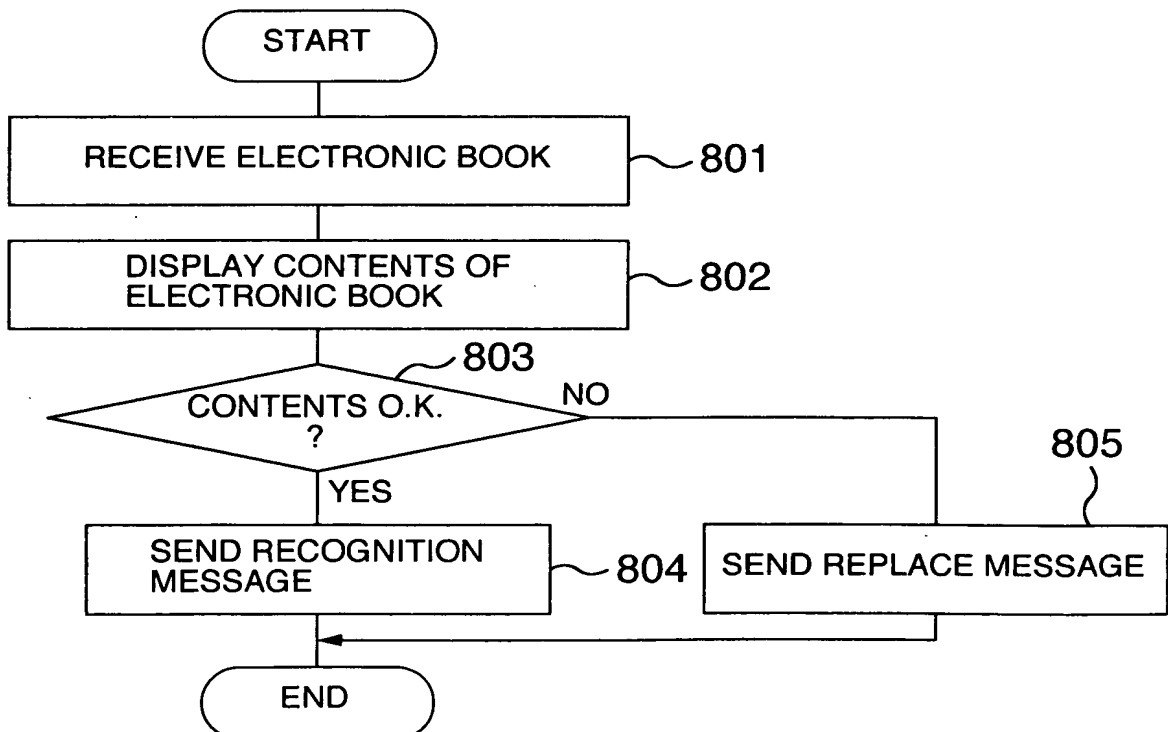 START
RECEIVE ELECTRONIC BOOK
801
DISPLAY CONTENTS OF
ELECTRONIC BOOK
802
803
CONTENTS O.K.
?
NO
YES
805
SEND RECOGNITION
MESSAGE
804
SEND REPLACE MESSAGE
END